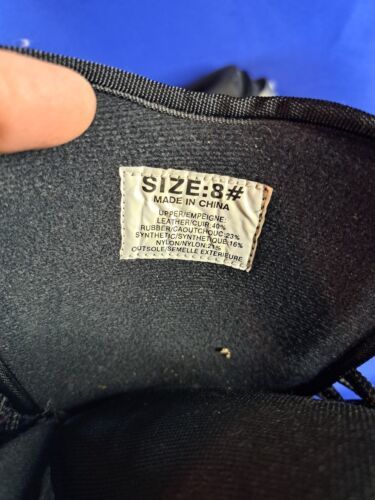 SIZE:8#
MADE IN CHINA
UPPER/EMPEIGNE:
LEATHER/CUIR:40%
RUBBER/CAOUTCHOUC:23%
SYNTHETIC/SYNTHETIQUE:16%
NYLON/NYLON:21%
OUTSOLE/SEMELLE EXTERIEURE